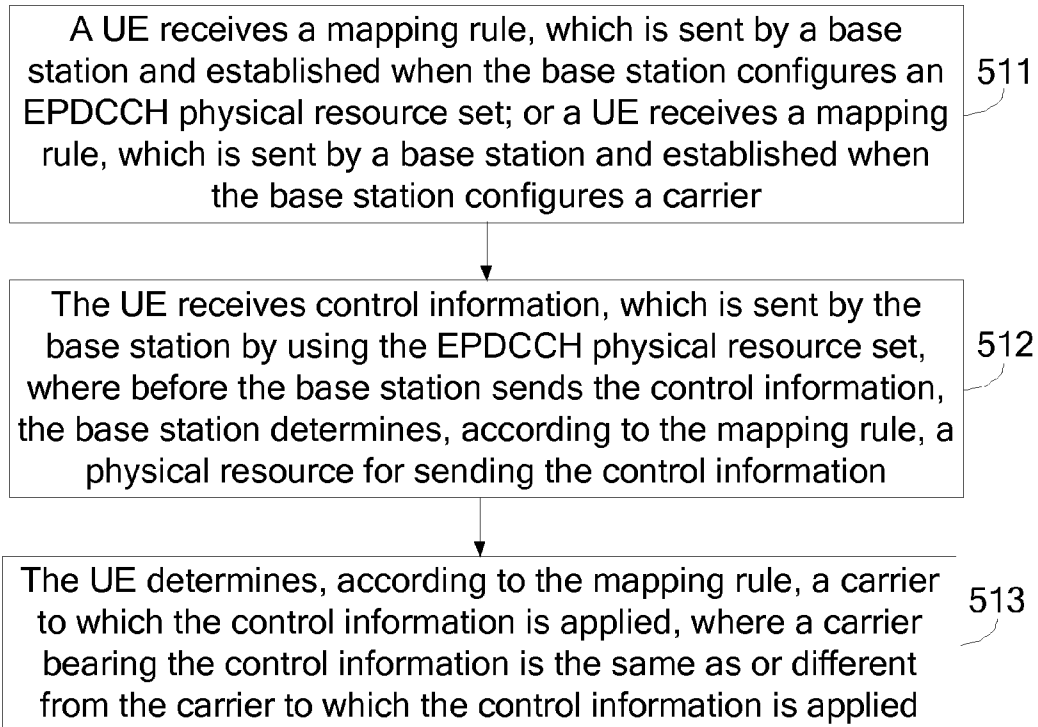 A UE receives a mapping rule, which is sent by a base
station and established when the base station configures an
EPDCCH physical resource set; or a UE receives a mapping
rule, which is sent by a base station and established when
the base station configures a carrier
511
The UE receives control information, which is sent by the
base station by using the EPDCCH physical resource set,
where before the base station sends the control information,
the base station determines, according to the mapping rule, a
physical resource for sending the control information
512
The UE determines, according to the mapping rule, a carrier
to which the control information is applied, where a carrier
bearing the control information is the same as or different
from the carrier to which the control information is applied
513